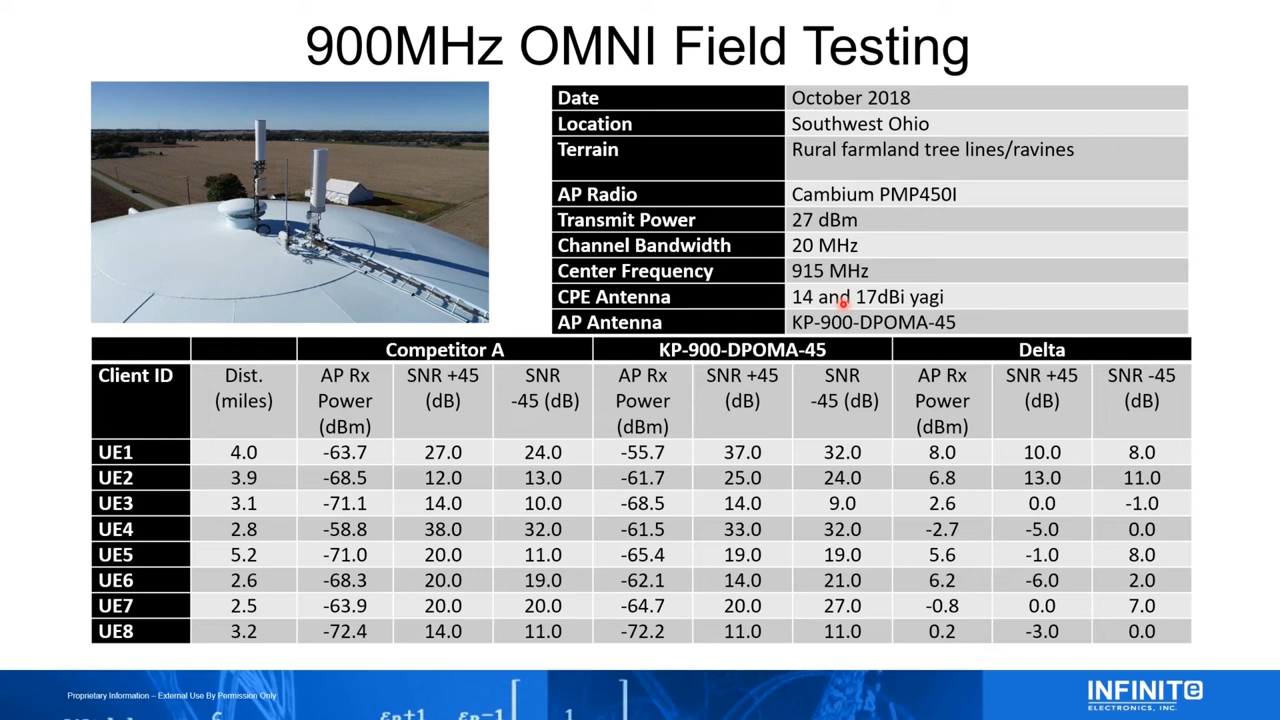 900MHz OMNI Field Testing
Date October 2018
Location Southwest Ohio
Terrain Rural farmland tree lines/ravines
AP Radio Cambium PMP450I
Transmit Power 27 dBm
Channel Bandwidth 20 MHz
Center Frequency 915 MHz
CPE Antenna 14 and 17dBi yagi
AP Antenna KP-900-DPOMA-45
Competitor A KP-900-DPOMA-45 Delta
Client ID Dist. AP Rx SNR +45 SNR AP Rx SNR +45 SNR AP Rx SNR +45 SNR -45
(miles) Power (dB) -45 (dB) Power (dB) -45 (dB) Power (dB) (dB)
(dBm) (dBm) (dBm)
UE1 4.0 -63.7 27.0 24.0 -55.7 37.0 32.0 8.0 10.0 8.0
UE2 3.9 -68.5 12.0 13.0 -61.7 25.0 24.0 6.8 13.0 11.0
UE3 3.1 -71.1 14.0 10.0 -68.5 14.0 9.0 2.6 0.0 -1.0
UE4 2.8 -58.8 38.0 32.0 -61.5 33.0 32.0 -2.7 -5.0 0.0
UE5 5.2 -71.0 20.0 11.0 -65.4 19.0 19.0 5.6 -1.0 8.0
UE6 2.6 -68.3 20.0 19.0 -62.1 14.0 21.0 6.2 -6.0 2.0
UE7 2.5 -63.9 20.0 20.0 -64.7 20.0 27.0 -0.8 0.0 7.0
UE8 3.2 -72.4 14.0 11.0 -72.2 11.0 11.0 0.2 -3.0 0.0
Proprietary Information – External Use By Permission Only
INFINITe
ELECTRONICS, INC.